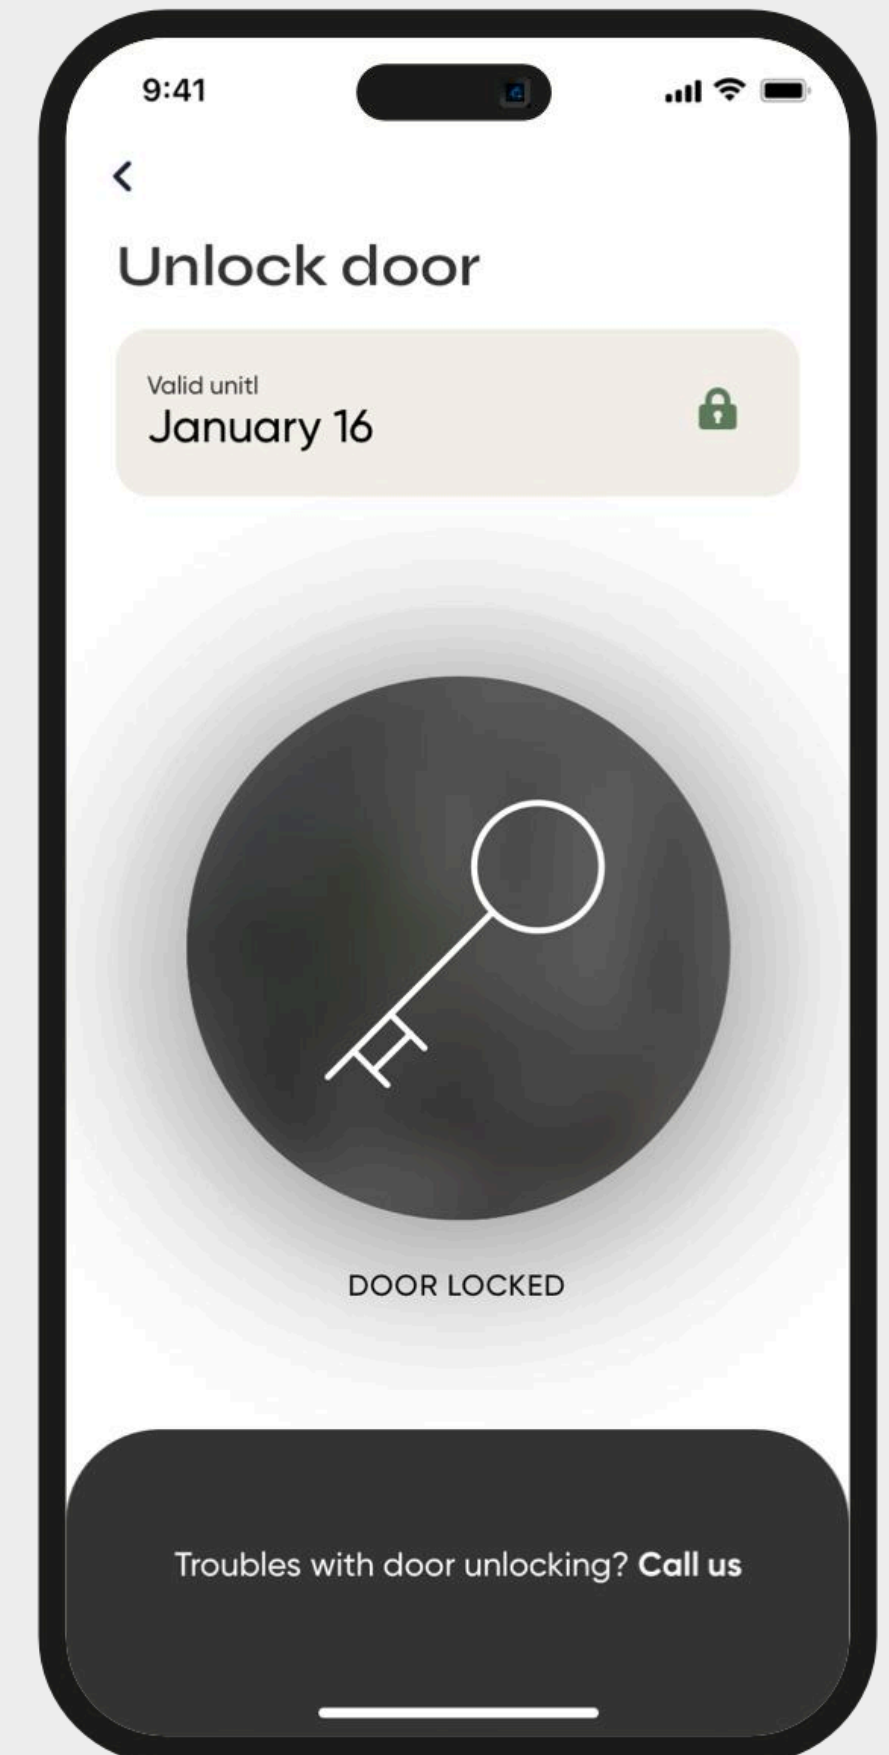 9:41
Unlock door
Valid unitl
January 16
DOOR LOCKED
Troubles with door unlocking? Call us